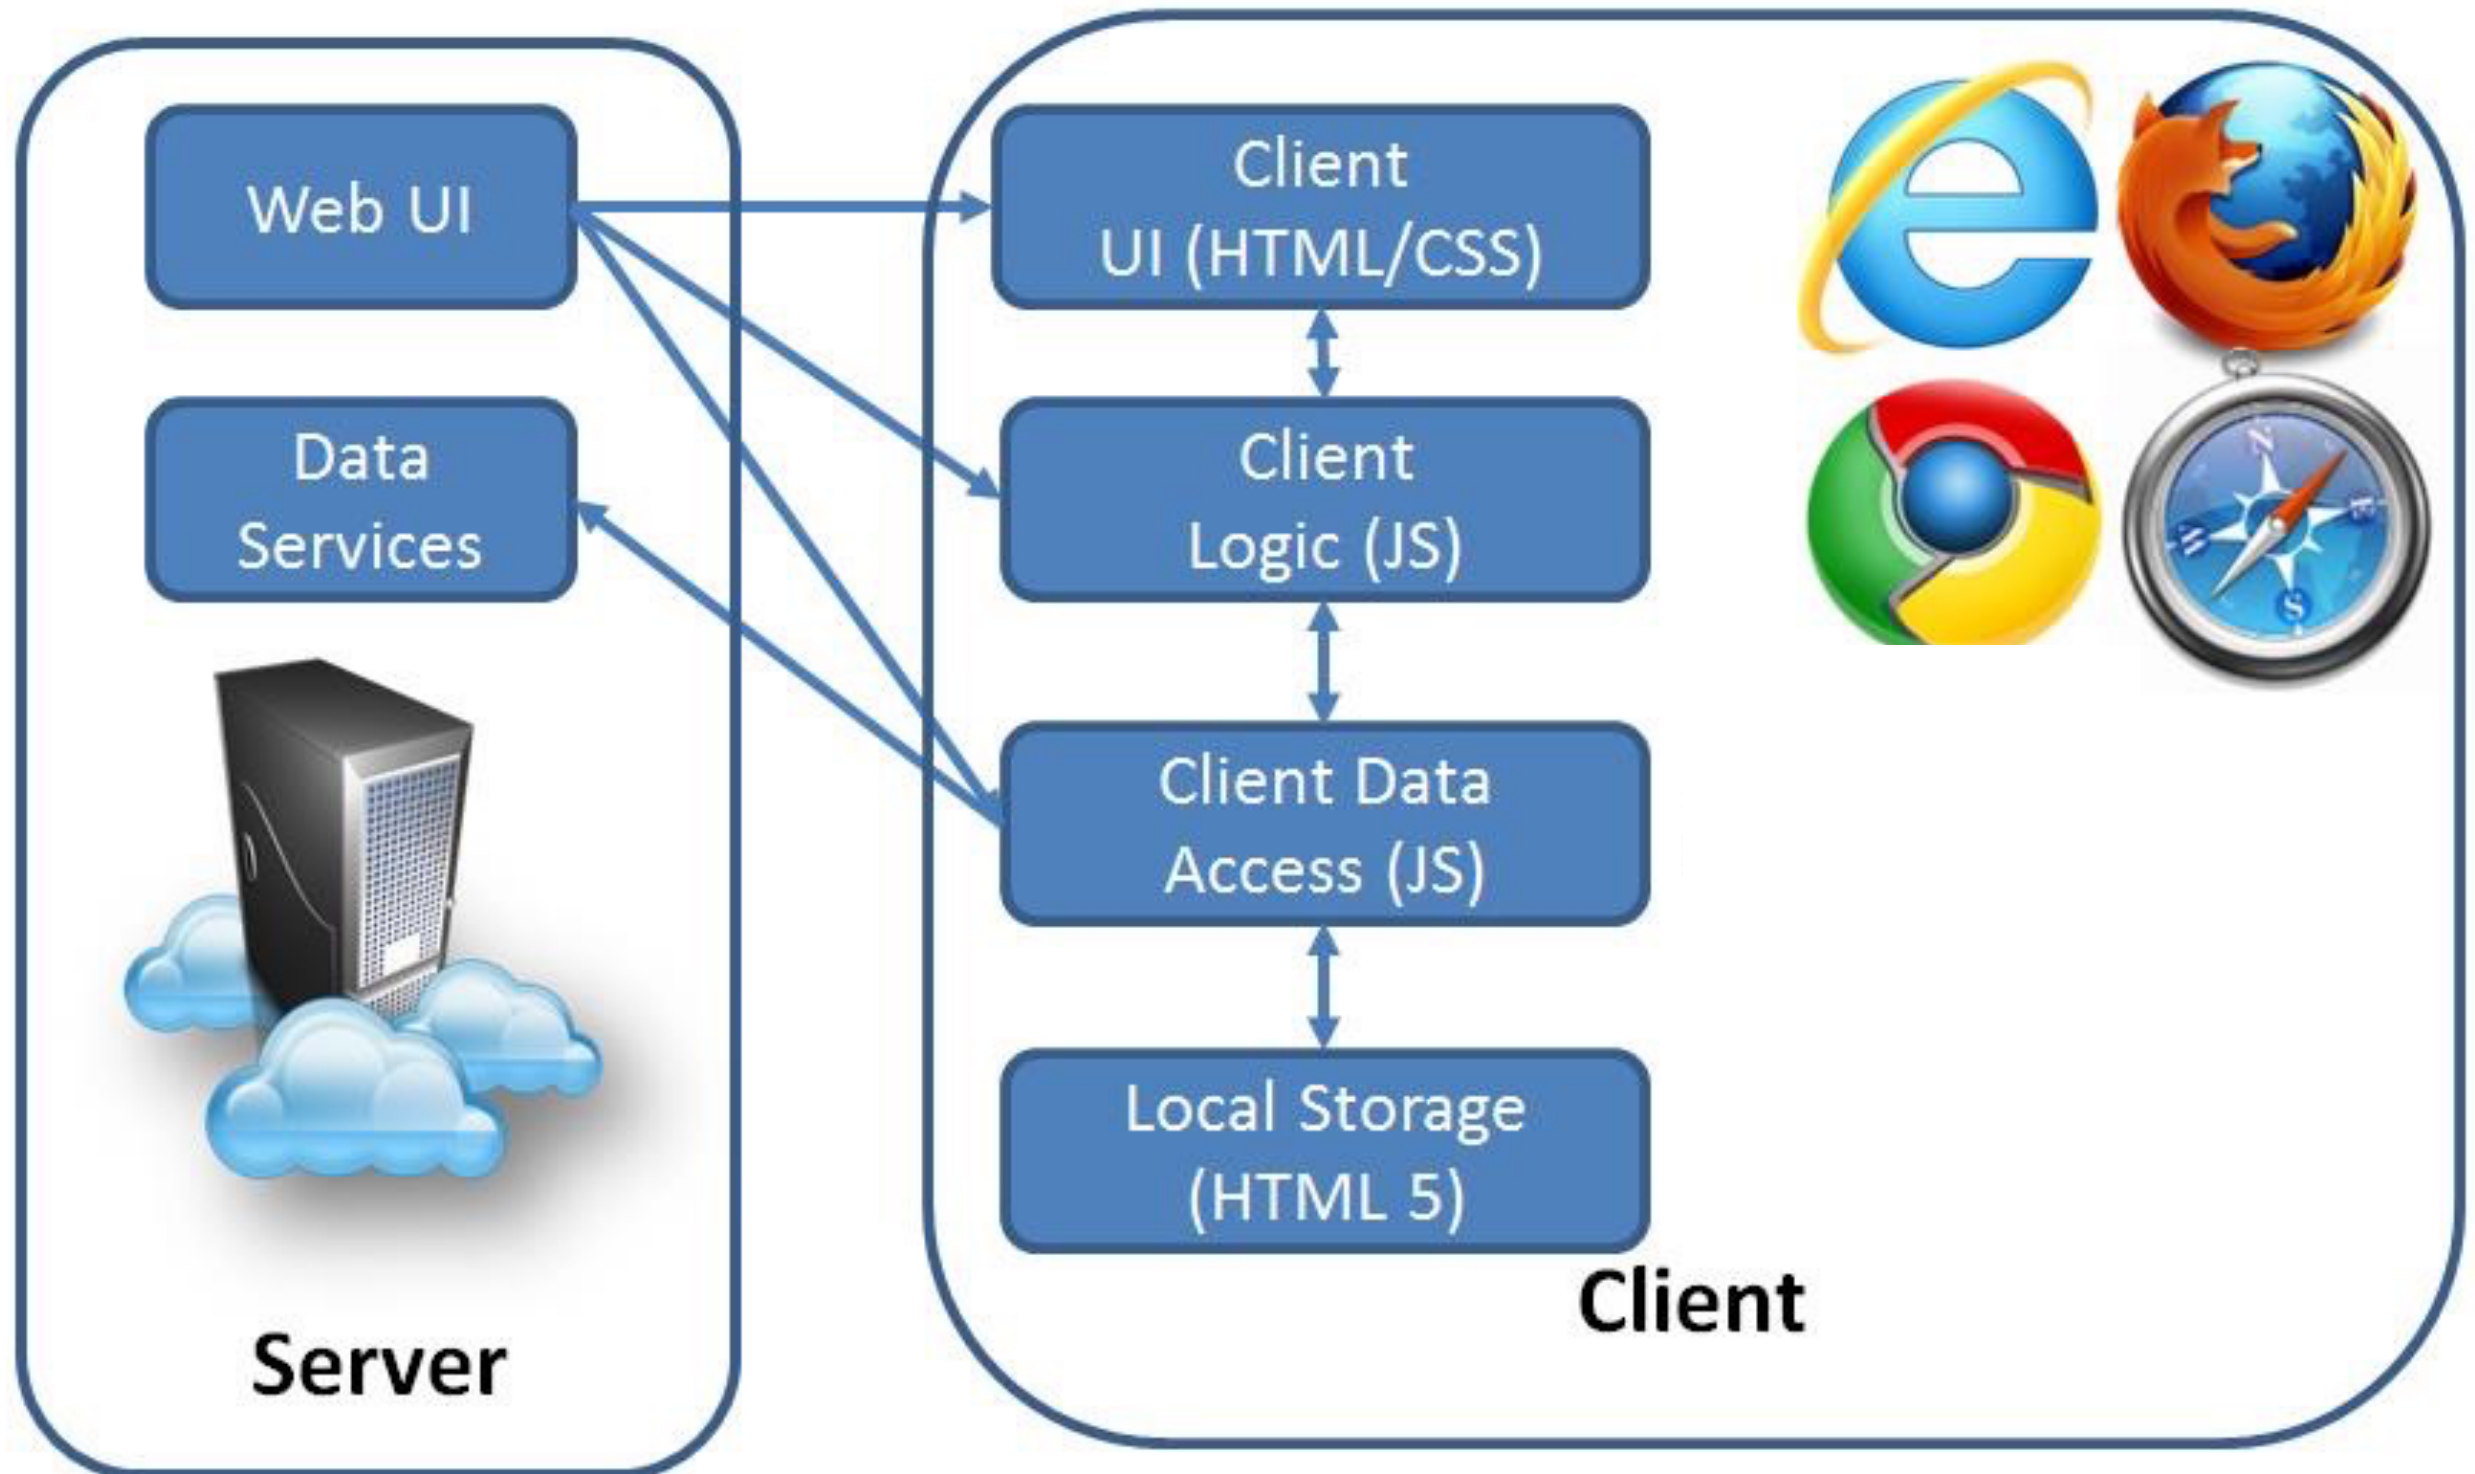 Web UI
Data
Services
Server
Client
UI (HTML/CSS)
Client
Logic (JS)
Client Data
Access (JS)
Local Storage
(HTML 5)
Client
N
E
W
S